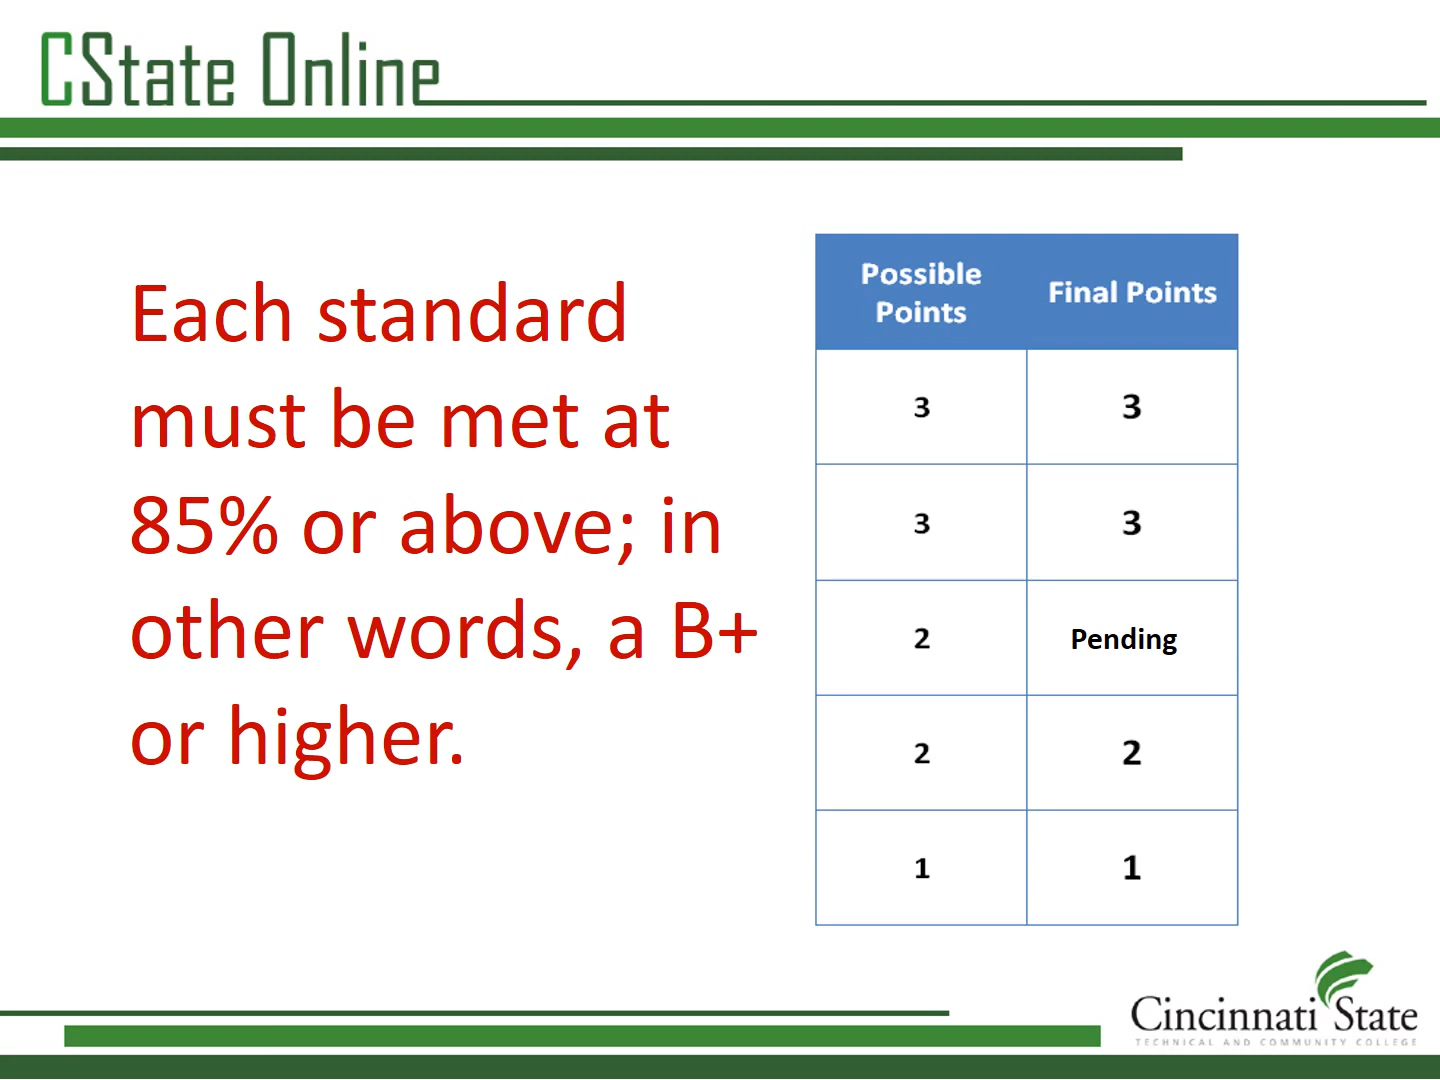 CState Online
Each standard
must be met at
85% or above; in
other words, a B+
or higher.
Possible Points Final Points
3 3
3 3
2 Pending
2 2
1 1
Cincinnati State
TECHNICAL AND COMMUNITY COLLEGE